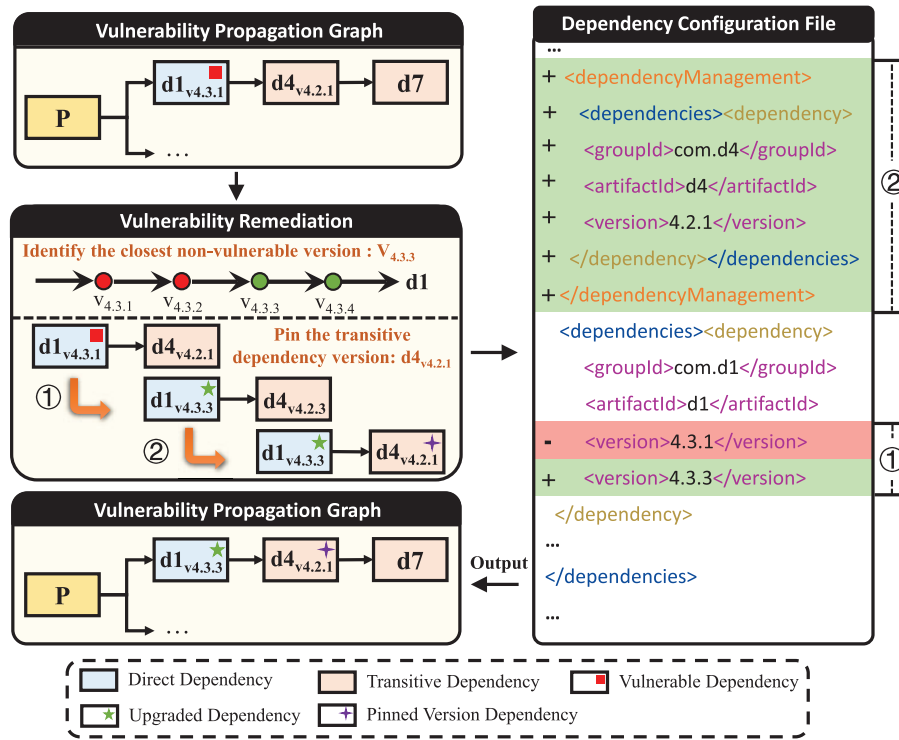 Vulnerability Propagation Graph
P
d1v4.3.1
d4v4.2.1
d7
...
Vulnerability Remediation
Identify the closest non-vulnerable version : V4.3.3
d1
v4.3.1
v4.3.2
v4.3.3
v4.3.4
Pin the transitive
dependency version: d4v4.2.1
d1v4.3.1
d4v4.2.1
①
d1v4.3.3
d4v4.2.3
②
d1v4.3.3
d4v4.2.1
Vulnerability Propagation Graph
P
d1v4.3.3
d4v4.2.1
d7
...
Output
Dependency Configuration File
...
+ <dependencyManagement>
+ <dependencies><dependency>
+ <groupId>com.d4</groupId>
+ <artifactId>d4</artifactId>
+ <version>4.2.1</version>
+ </dependency></dependencies>
+ </dependencyManagement>
②
<dependencies><dependency>
<groupId>com.d1</groupId>
<artifactId>d1</artifactId>
- <version>4.3.1</version>
+ <version>4.3.3</version>
①
</dependency>
...
</dependencies>
...
Direct Dependency
Transitive Dependency
Vulnerable Dependency
Upgraded Dependency
Pinned Version Dependency